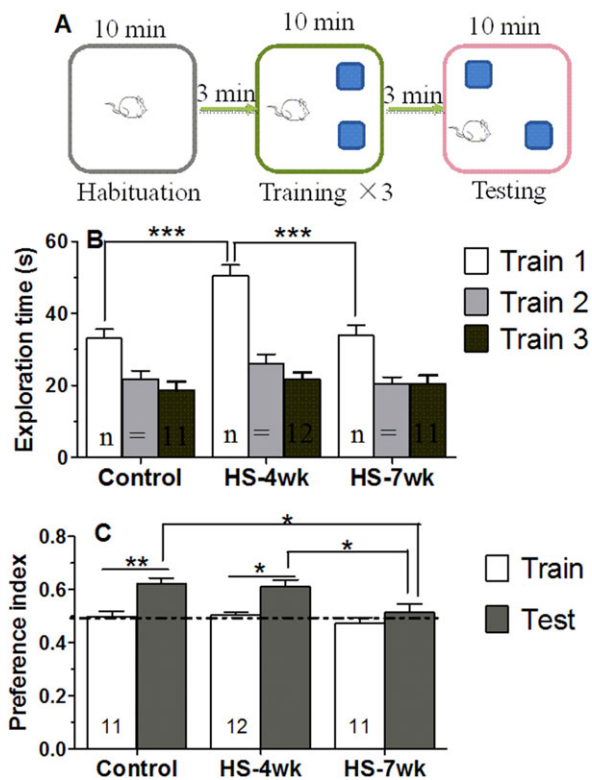 A
10 min
10 min
10 min
3 min
3 min
Habituation
Training ×3
Testing
B
Exploration time (s)
60
40
20
0
***
***
n = 11
n = 12
n = 11
Control
HS-4wk
HS-7wk
Train 1
Train 2
Train 3
C
Preference index
0.8
0.6
0.4
0.2
0.0
**
*
*
*
11
12
11
Control
HS-4wk
HS-7wk
Train
Test